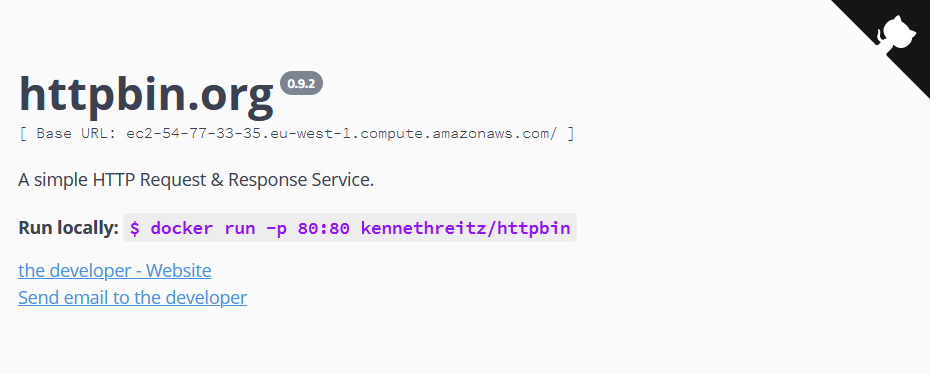 httpbin.org 0.9.2
[ Base URL: ec2-54-77-33-35.eu-west-1.compute.amazonaws.com/ ]
A simple HTTP Request & Response Service.
Run locally: $ docker run -p 80:80 kennethreitz/httpbin
the developer - Website
Send email to the developer